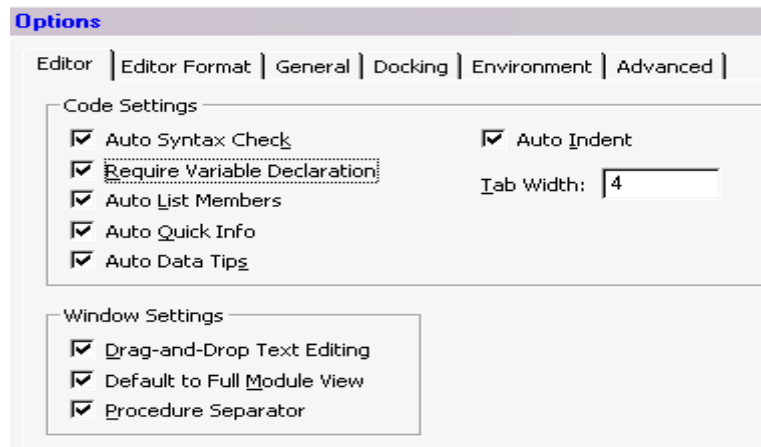 Options
Editor Editor Format General Docking Environment Advanced
Code Settings
Auto Syntax Check Auto Indent
Require Variable Declaration Tab Width: 4
Auto List Members
Auto Quick Info
Auto Data Tips
Window Settings
Drag-and-Drop Text Editing
Default to Full Module View
Procedure Separator